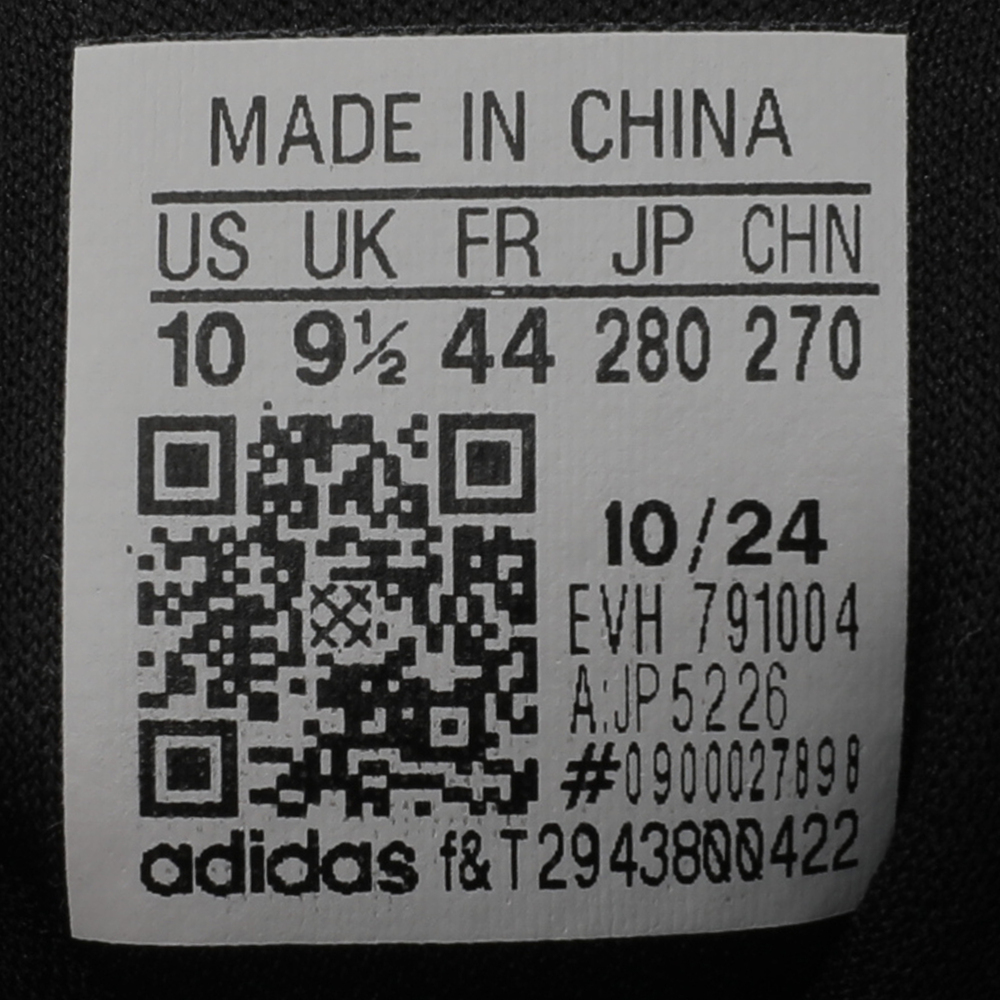 MADE IN CHINA
US UK FR JP CHN
10 9½ 44 280 270
10/24
EVH 791004
A:JP5226
#0900027898
adidas f&T2943800422